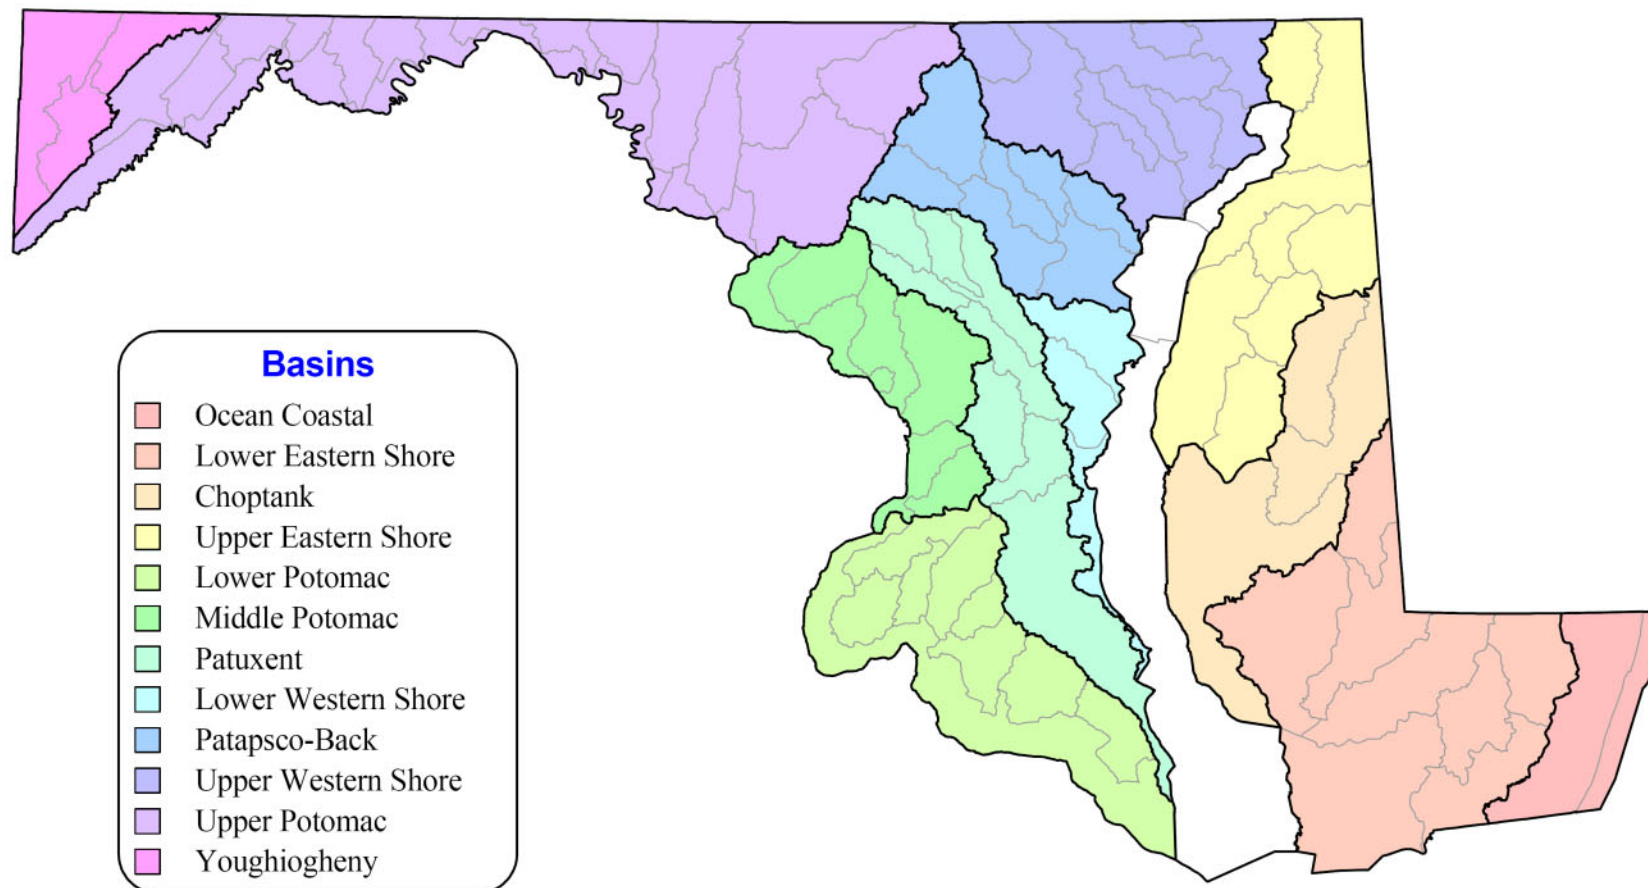 Basins
Ocean Coastal
Lower Eastern Shore
Choptank
Upper Eastern Shore
Lower Potomac
Middle Potomac
Patuxent
Lower Western Shore
Patapsco-Back
Upper Western Shore
Upper Potomac
Youghiogheny